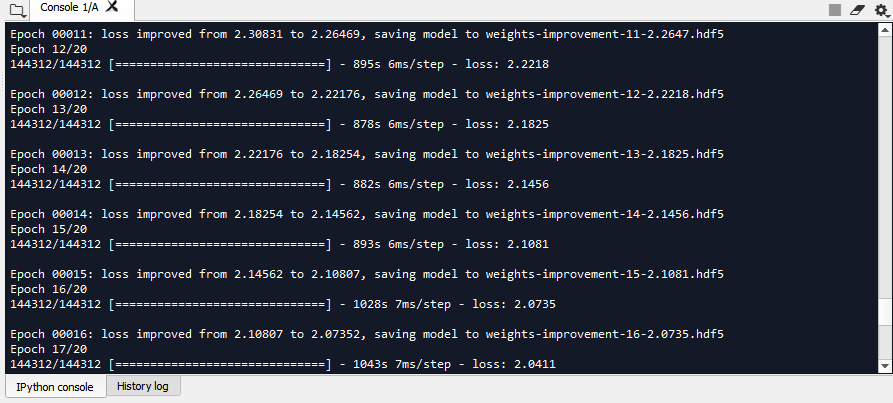 Console 1/A
Epoch 00011: loss improved from 2.30831 to 2.26469, saving model to weights-improvement-11-2.2647.hdf5
Epoch 12/20
144312/144312 [==============================] - 895s 6ms/step - loss: 2.2218
Epoch 00012: loss improved from 2.26469 to 2.22176, saving model to weights-improvement-12-2.2218.hdf5
Epoch 13/20
144312/144312 [==============================] - 878s 6ms/step - loss: 2.1825
Epoch 00013: loss improved from 2.22176 to 2.18254, saving model to weights-improvement-13-2.1825.hdf5
Epoch 14/20
144312/144312 [==============================] - 882s 6ms/step - loss: 2.1456
Epoch 00014: loss improved from 2.18254 to 2.14562, saving model to weights-improvement-14-2.1456.hdf5
Epoch 15/20
144312/144312 [==============================] - 893s 6ms/step - loss: 2.1081
Epoch 00015: loss improved from 2.14562 to 2.10807, saving model to weights-improvement-15-2.1081.hdf5
Epoch 16/20
144312/144312 [==============================] - 1028s 7ms/step - loss: 2.0735
Epoch 00016: loss improved from 2.10807 to 2.07352, saving model to weights-improvement-16-2.0735.hdf5
Epoch 17/20
144312/144312 [==============================] - 1043s 7ms/step - loss: 2.0411
IPython console
History log